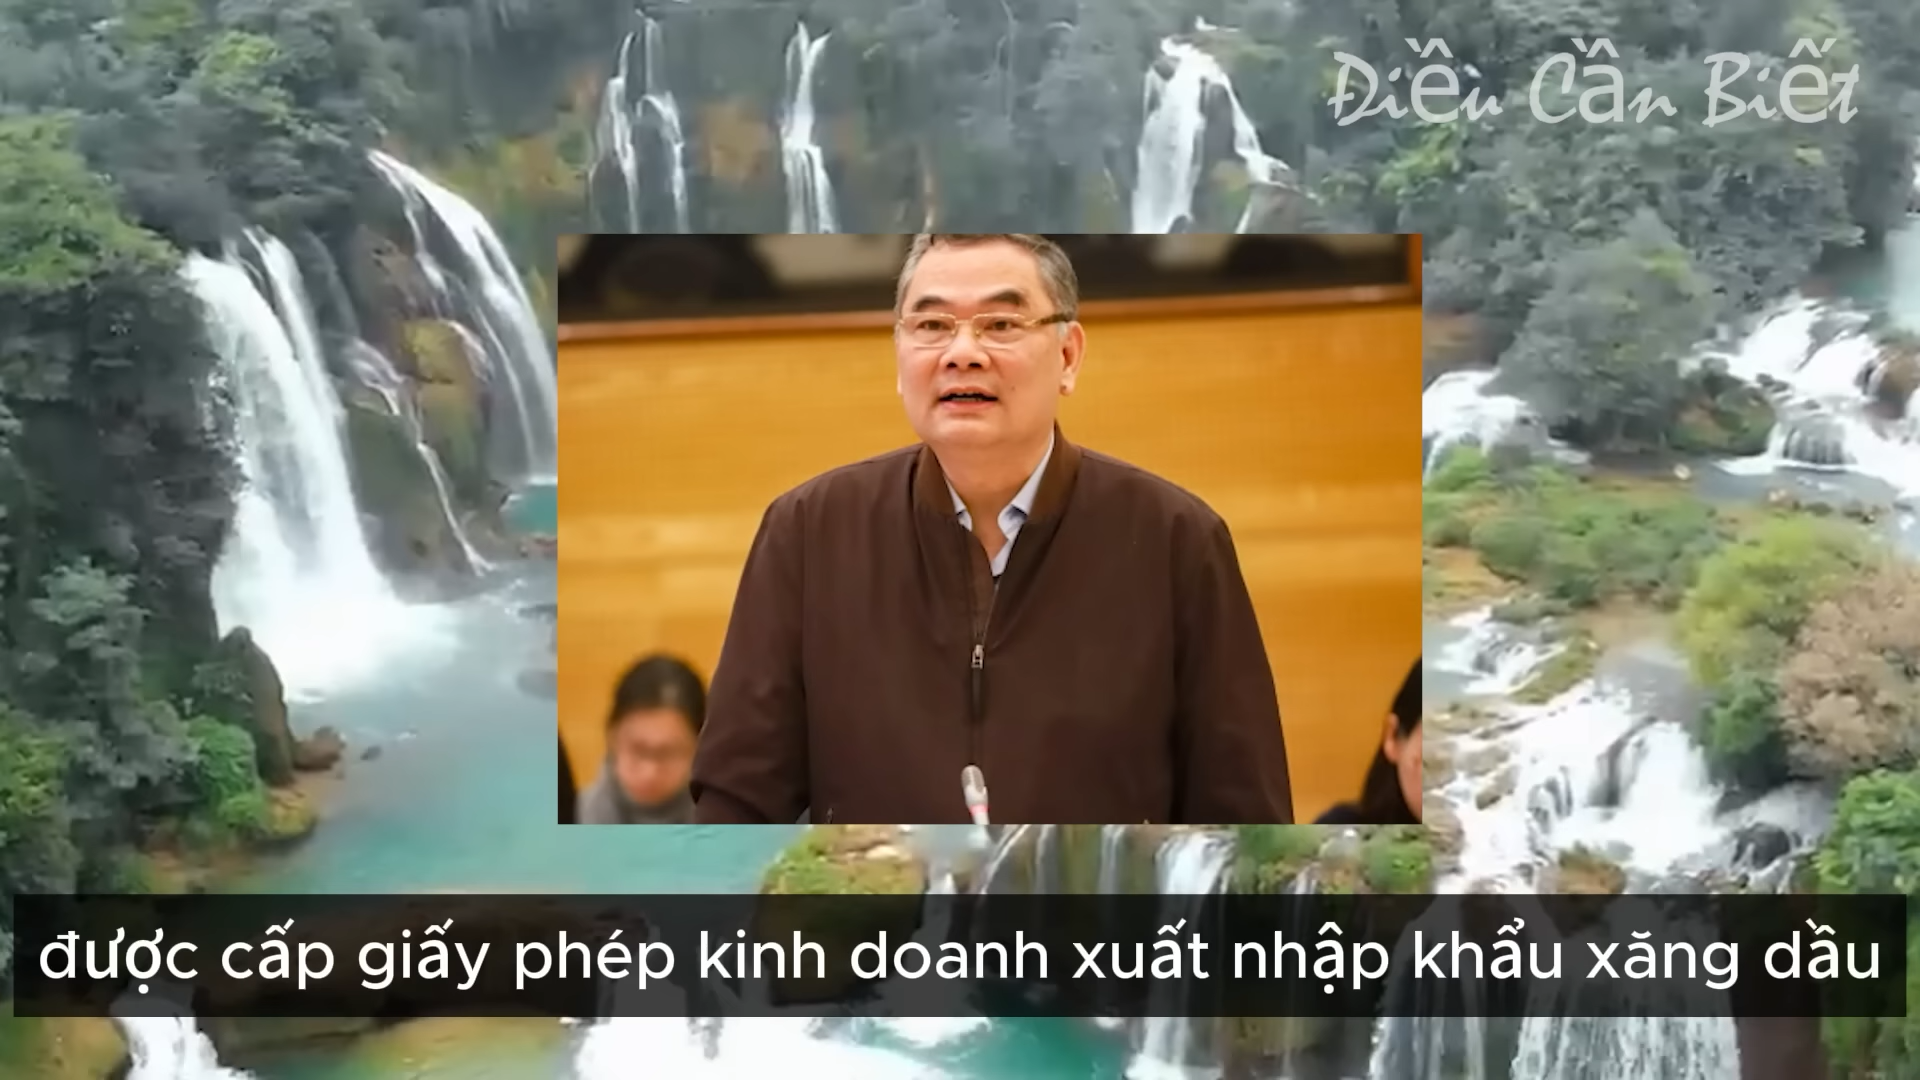 Điều Cần Biết
được cấp giấy phép kinh doanh xuất nhập khẩu xăng dầu